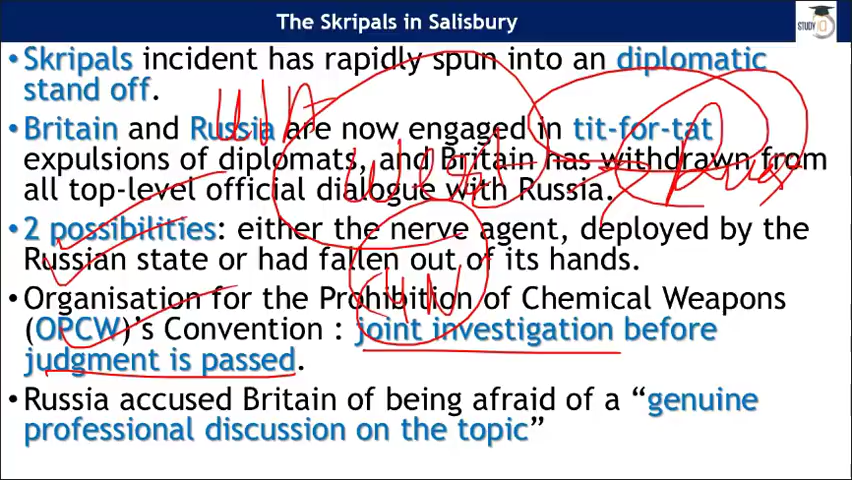 The Skripals in Salisbury
STUDY IQ
•Skripals incident has rapidly spun into an diplomatic
stand off.
•Britain and Russia are now engaged in tit-for-tat
expulsions of diplomats, and Britain has withdrawn from
all top-level official dialogue with Russia.
•2 possibilities: either the nerve agent, deployed by the
Russian state or had fallen out of its hands.
•Organisation for the Prohibition of Chemical Weapons
(OPCW)’s Convention : joint investigation before
judgment is passed.
•Russia accused Britain of being afraid of a “genuine
professional discussion on the topic”
West